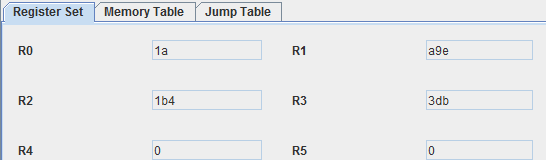 Register Set Memory Table Jump Table
R0 1a R1 a9e
R2 1b4 R3 3db
R4 0 R5 0